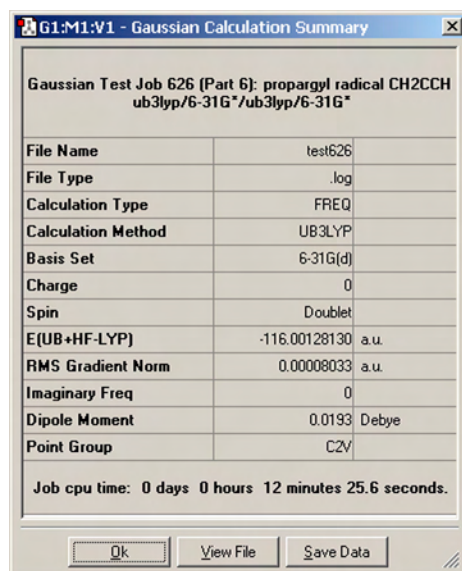 G1:M1:V1 - Gaussian Calculation Summary
Gaussian Test Job 626 (Part 6): propargyl radical CH2CCH
ub3lyp/6-31G*/ub3lyp/6-31G*
File Name test626
File Type .log
Calculation Type FREQ
Calculation Method UB3LYP
Basis Set 6-31G(d)
Charge 0
Spin Doublet
E(UB+HF-LYP) -116.00128130 a.u.
RMS Gradient Norm 0.00008033 a.u.
Imaginary Freq 0
Dipole Moment 0.0193 Debye
Point Group C2V
Job cpu time: 0 days 0 hours 12 minutes 25.6 seconds.
Ok View File Save Data